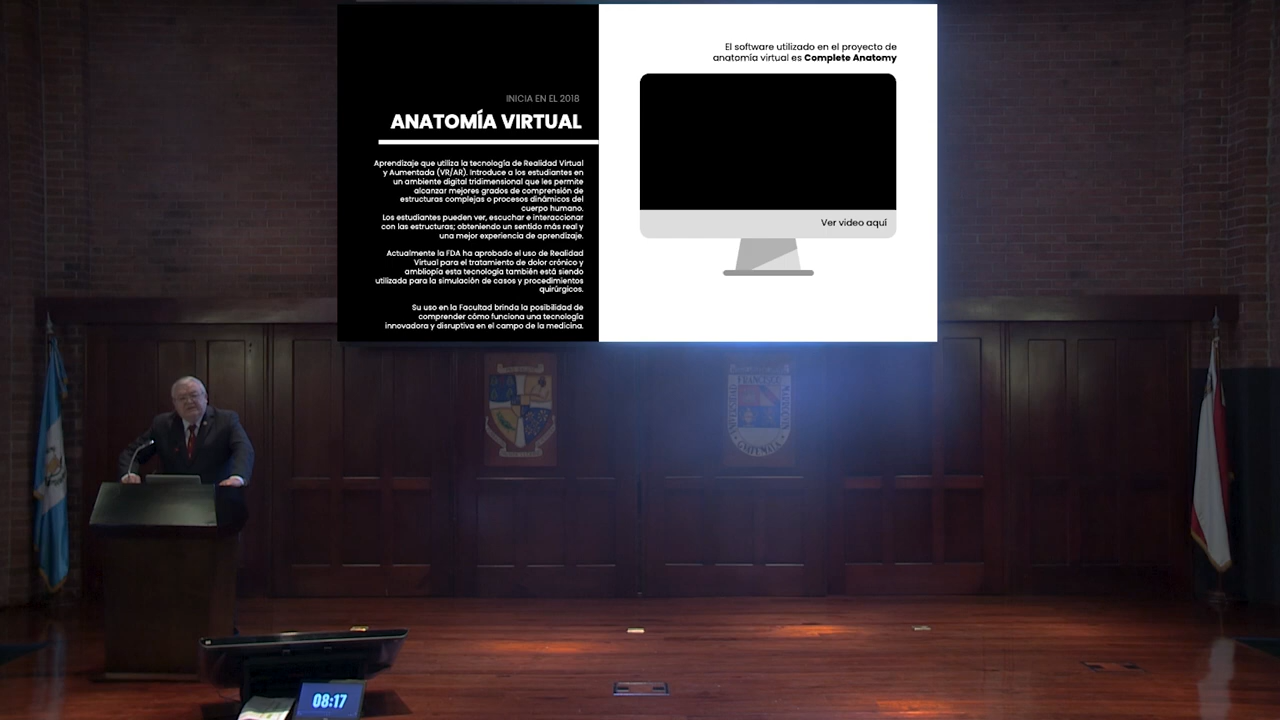 INICIA EN EL 2018
ANATOMÍA VIRTUAL
Aprendizaje que utiliza la tecnología de Realidad Virtual
y Aumentada (VR/AR). Introduce a los estudiantes en
un ambiente digital tridimensional que les permite
alcanzar mejores grados de comprensión de
estructuras complejas o procesos dinámicos del
cuerpo humano.
Los estudiantes pueden ver, escuchar e interaccionar
con las estructuras; obteniendo un sentido más real y
una mejor experiencia de aprendizaje.
Actualmente la FDA ha aprobado el uso de Realidad
Virtual para el tratamiento de dolor crónico y
ambliopía esta tecnología también está siendo
utilizada para la simulación de casos y procedimientos
quirúrgicos.
Su uso en la Facultad brinda la posibilidad de
comprender cómo funciona una tecnología
innovadora y disruptiva en el campo de la medicina.
El software utilizado en el proyecto de
anatomía virtual es Complete Anatomy
Ver video aquí
FRANCISCO
08:17